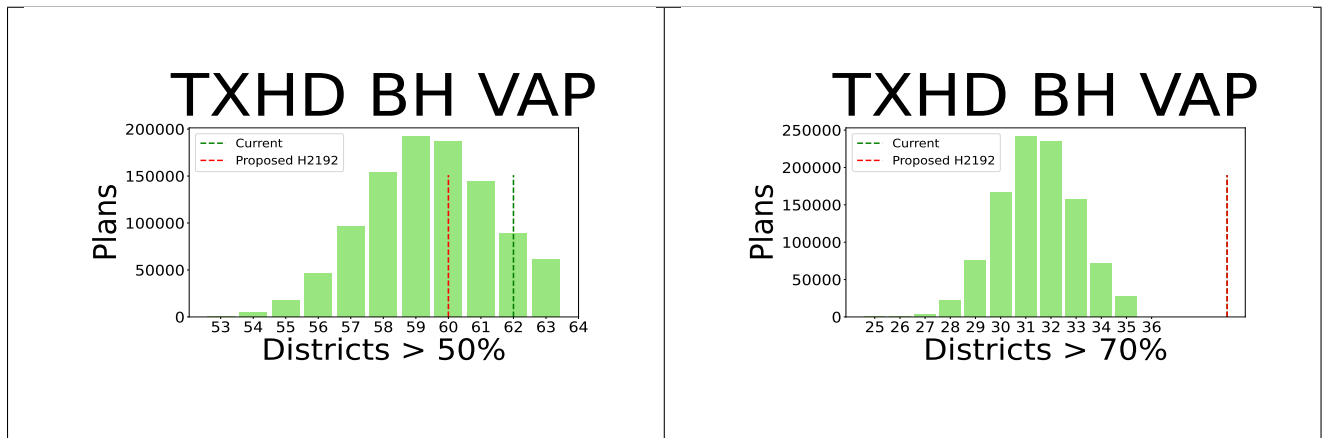 TXHD BH VAP
200000
150000
100000
50000
0
Plans
Current
Proposed H2192
53 54 55 56 57 58 59 60 61 62 63 64
Districts > 50%
TXHD BH VAP
250000
200000
150000
100000
50000
0
Plans
Current
Proposed H2192
25 26 27 28 29 30 31 32 33 34 35 36
Districts > 70%